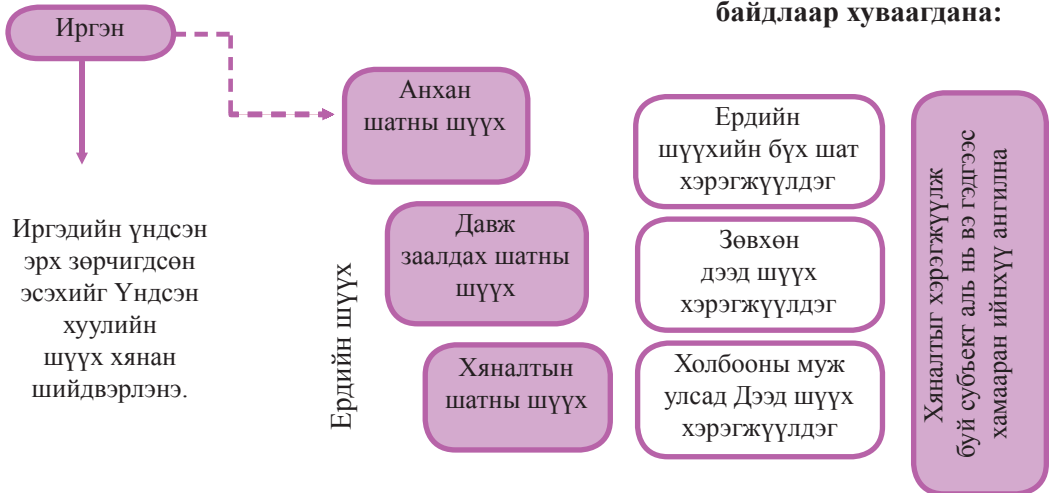 байдлаар хуваагдана:
Иргэн
Иргэдийн үндсэн
эрх зөрчигдсөн
эсэхийг Үндсэн
хуулийн
шүүх хянан
шийдвэрлэнэ.
Ердийн шүүх
Анхан
шатны шүүх
Давж
заалдах шатны
шүүх
Хяналтын
шатны шүүх
Ердийн
шүүхийн бүх шат
хэрэгжүүлдэг
Зөвхөн
дээд шүүх
хэрэгжүүлдэг
Холбооны муж
улсад Дээд шүүх
хэрэгжүүлдэг
Хяналтыг хэрэгжүүлж
буй субъект аль нь вэ гэдгээс
хамааран ийнхүү ангилна